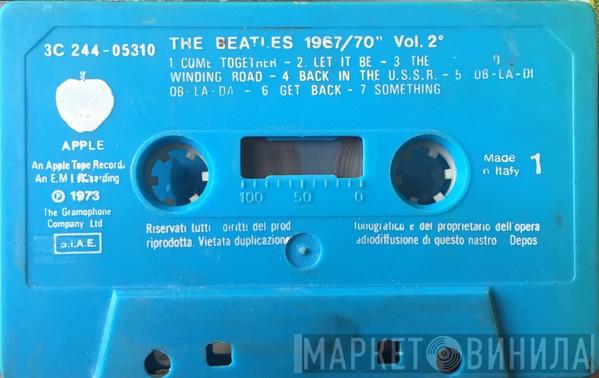 3C 244-05310
THE BEATLES 1967/70" Vol. 2°
1 COME TOGETHER - 2 LET IT BE - 3 THE
WINDING ROAD - 4 BACK IN THE U.S.S.R. - 5 OB-LA-DI
OB-LA-DA - 6 GET BACK - 7 SOMETHING
APPLE
An Apple Tape Record
An E.M.I. Recording
℗ 1973
The Gramophone
Company Ltd
S.I.A.E.
100 50 0
Made
in Italy
1
Riservati tutti diritti del prod
riprodotta. Vietata duplicazione
fonografico e del proprietario dell'opera
adiodiffusione di questo nastro Depos
МАРКЕТ ВИНИЛА